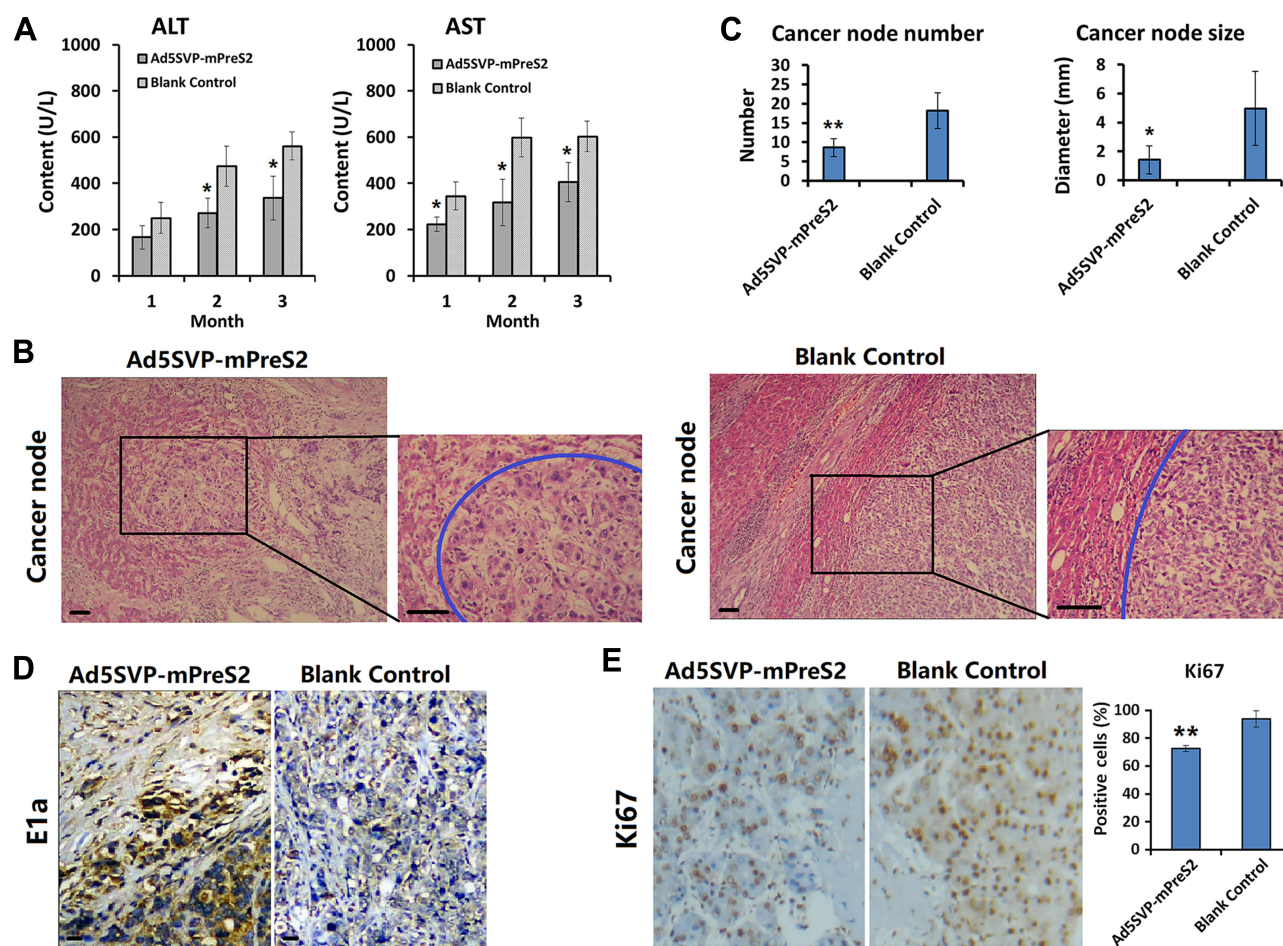 A
ALT
1000
800
600
400
200
0
Content (U/L)
Ad5SVP-mPreS2
Blank Control
*
*
1
2
3
Month
AST
1000
800
600
400
200
0
Content (U/L)
Ad5SVP-mPreS2
Blank Control
*
*
*
1
2
3
Month
C
Cancer node number
30
25
20
15
10
5
0
Number
**
Ad5SVP-mPreS2
Blank Control
Cancer node size
8
6
4
2
0
Diameter (mm)
*
Ad5SVP-mPreS2
Blank Control
B
Ad5SVP-mPreS2
Cancer node
Blank Control
Cancer node
D
Ad5SVP-mPreS2
Blank Control
E1a
E
Ad5SVP-mPreS2
Blank Control
Ki67
Ki67
100
80
60
40
20
0
Positive cells (%)
**
Ad5SVP-mPreS2
Blank Control